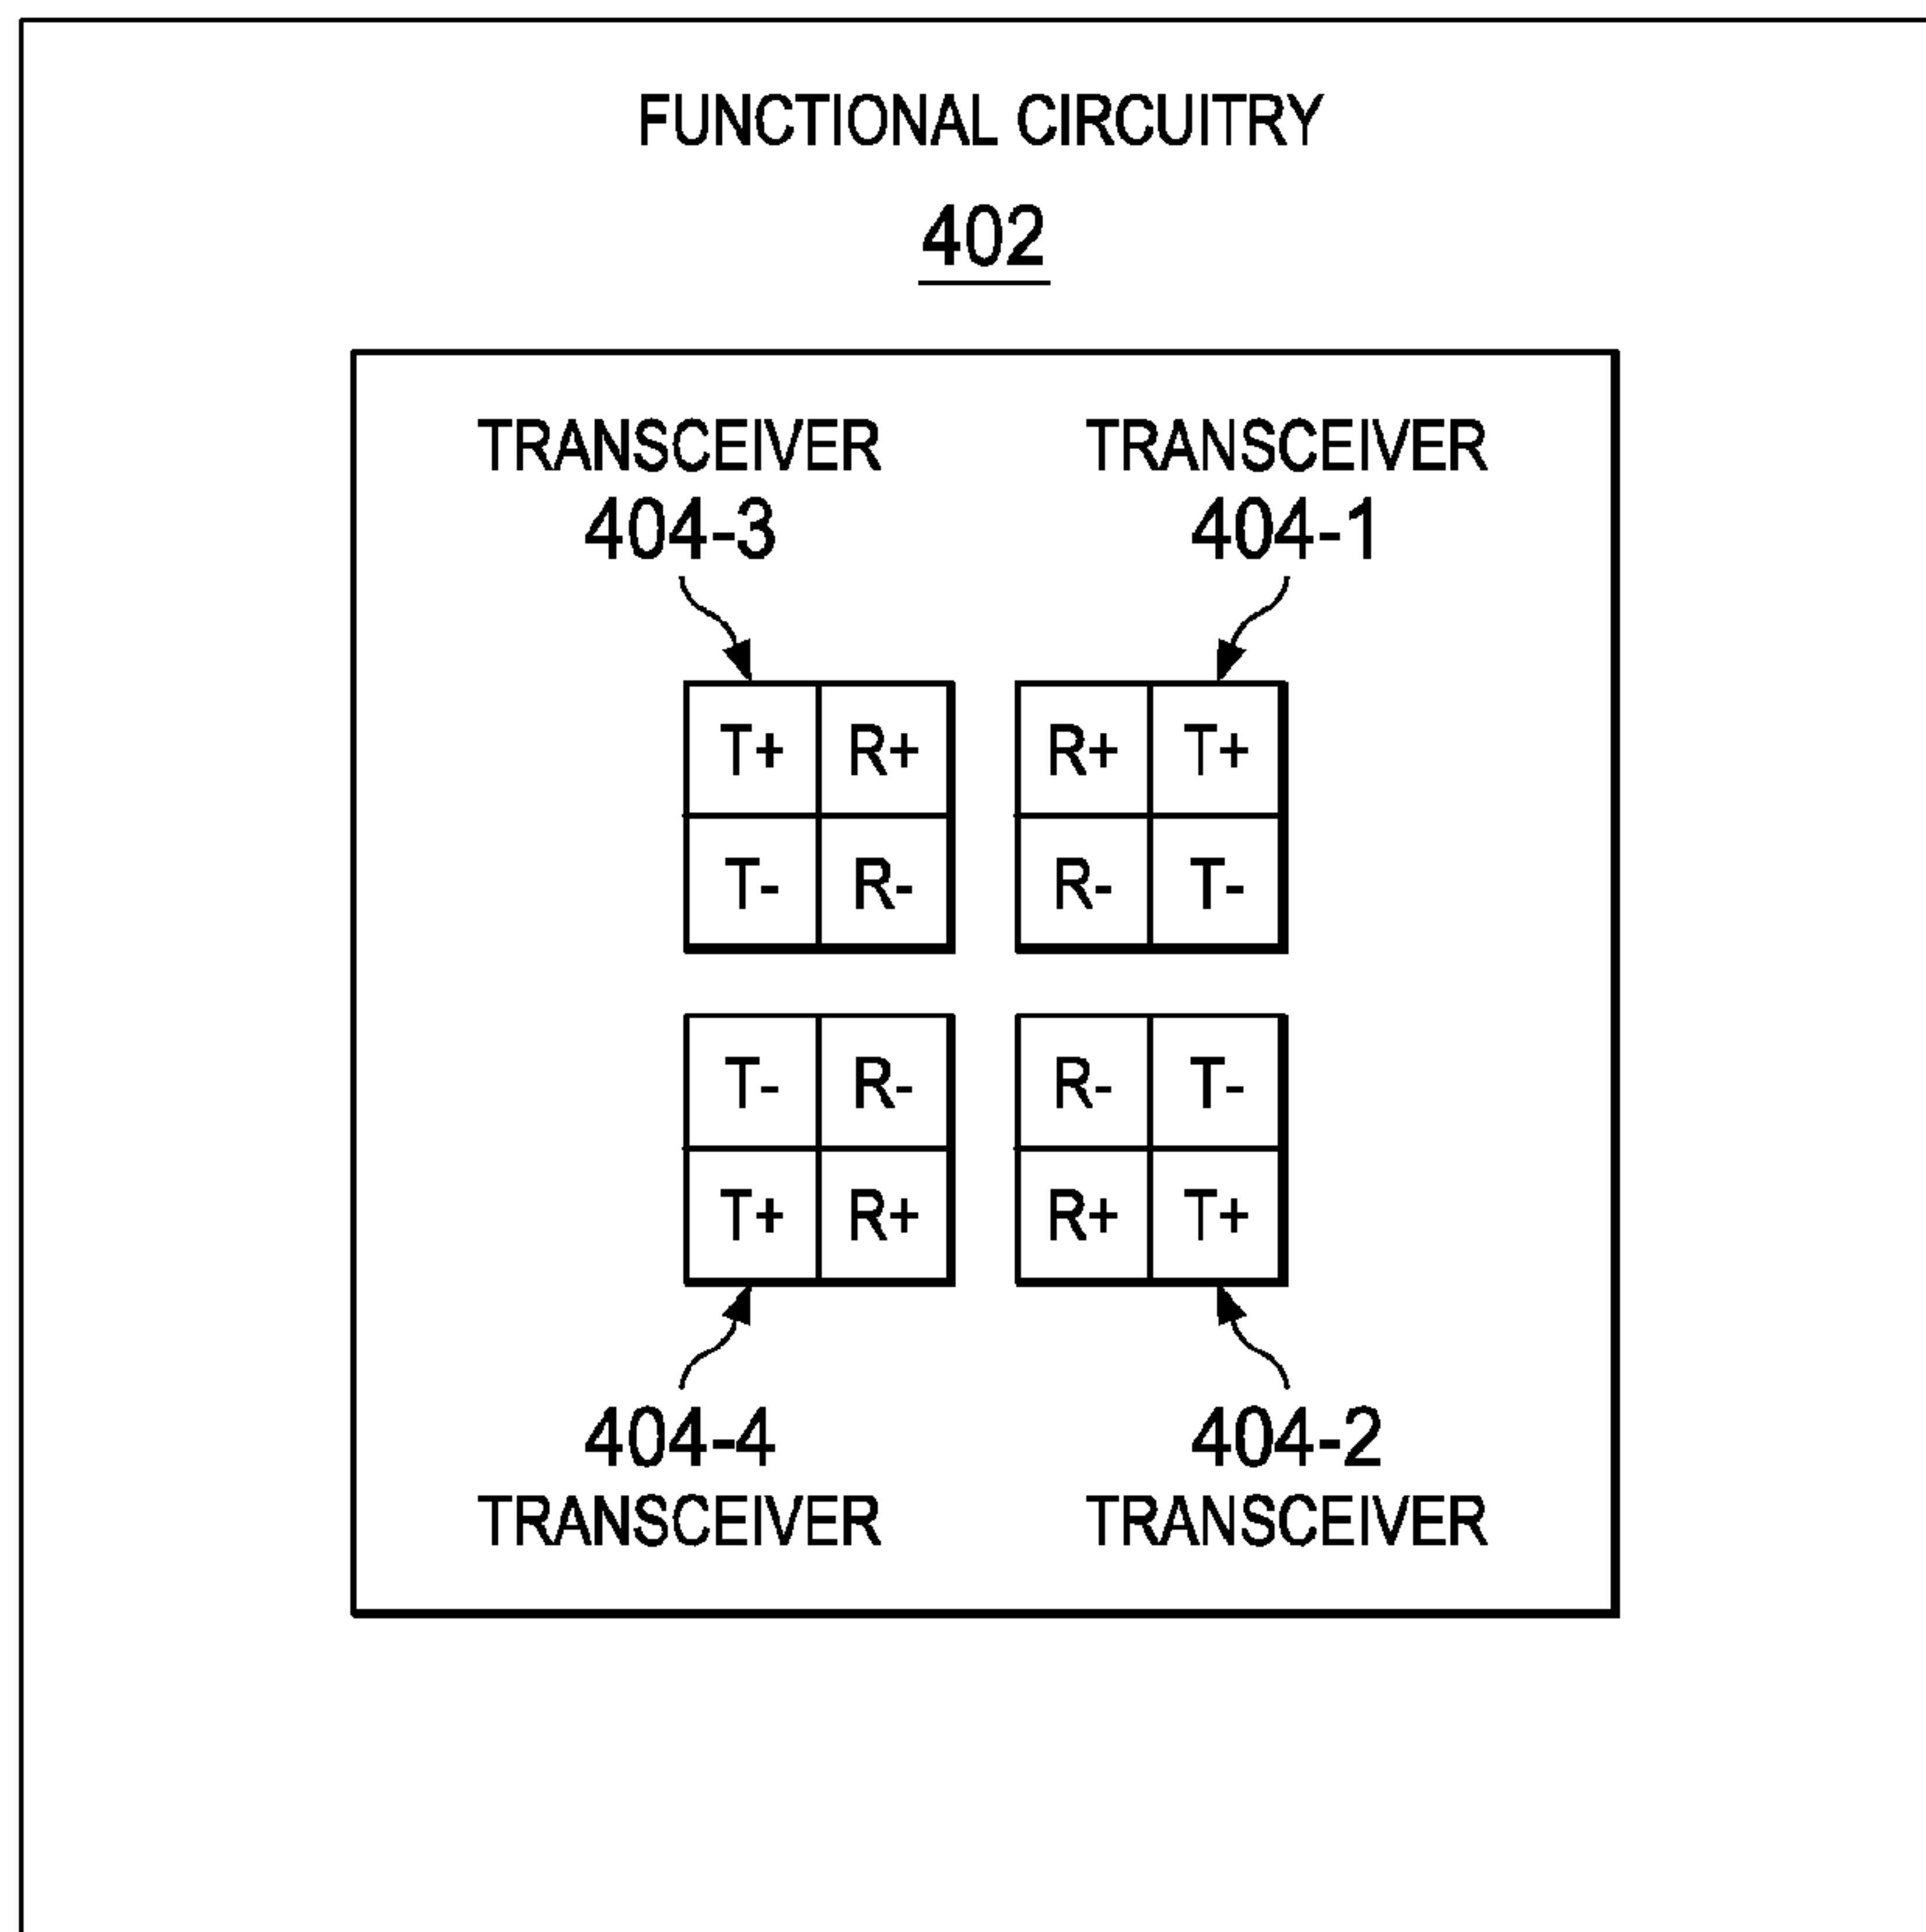 FUNCTIONAL CIRCUITRY
402
TRANSCEIVER TRANSCEIVER
404-3 404-1
T+ R+ R+ T+
T- R- R- T-
T- R- R- T-
T+ R+ R+ T+
404-4 404-2
TRANSCEIVER TRANSCEIVER